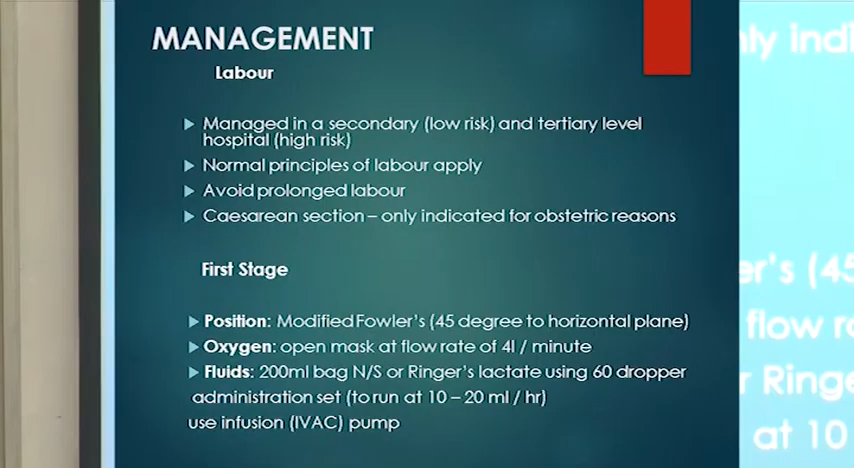 MANAGEMENT
Labour
Managed in a secondary (low risk) and tertiary level
hospital (high risk)
Normal principles of labour apply
Avoid prolonged labour
Caesarean section – only indicated for obstetric reasons
First Stage
Position: Modified Fowler's (45 degree to horizontal plane)
Oxygen: open mask at flow rate of 4l / minute
Fluids: 200ml bag N/S or Ringer's lactate using 60 dropper
administration set (to run at 10 – 20 ml / hr)
use infusion (IVAC) pump
nly indi
er's (45
flow
r Ringe
at 10